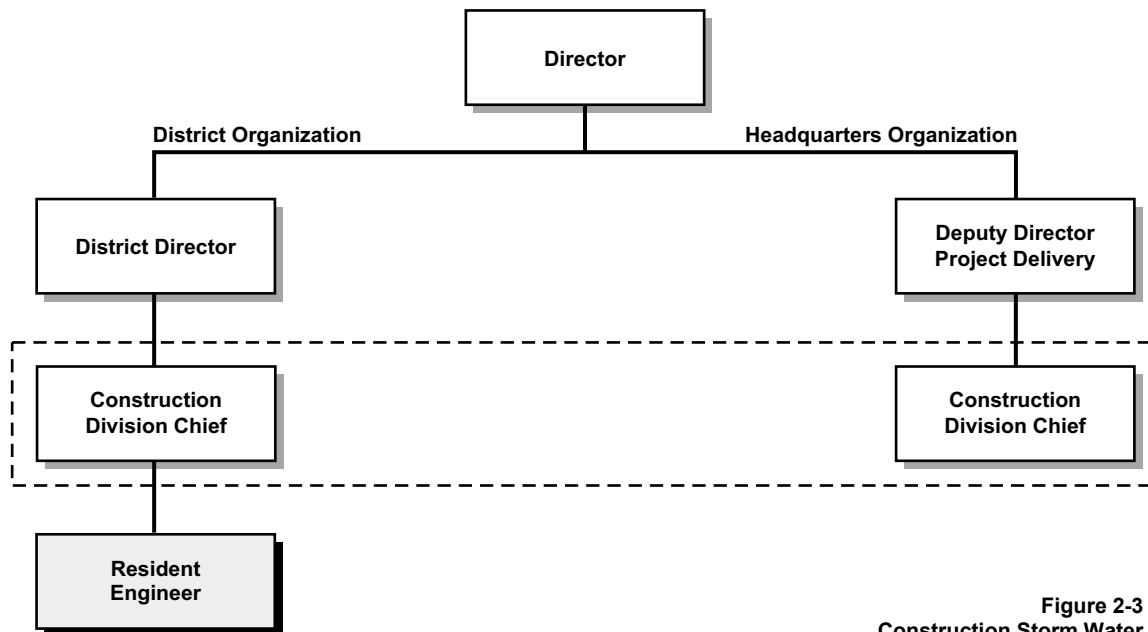 Director
District Organization
Headquarters Organization
District Director
Deputy Director
Project Delivery
Construction
Division Chief
Construction
Division Chief
Resident
Engineer
Figure 2-3
Construction Storm Water